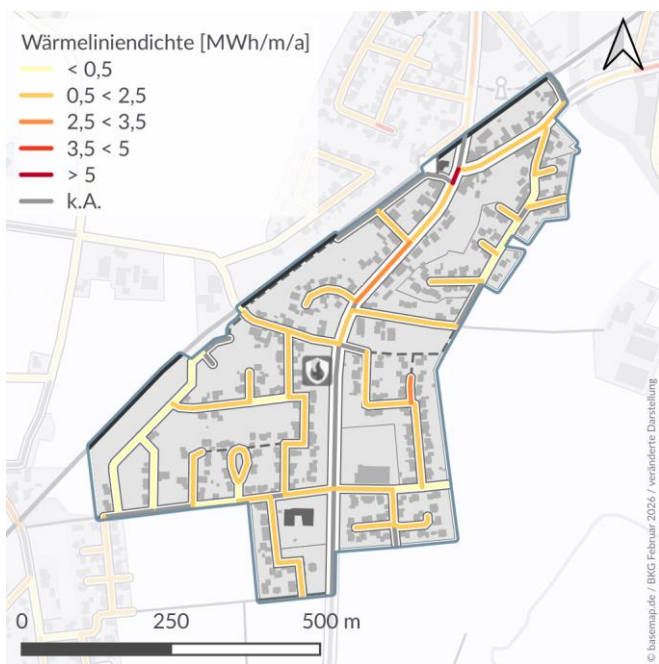 Wärmeliniendichte [MWh/m/a]
< 0,5
0,5 < 2,5
2,5 < 3,5
3,5 < 5
> 5
k.A.
0 250 500 m
© basemap.de / BKG Februar 2026 / veränderte Darstellung